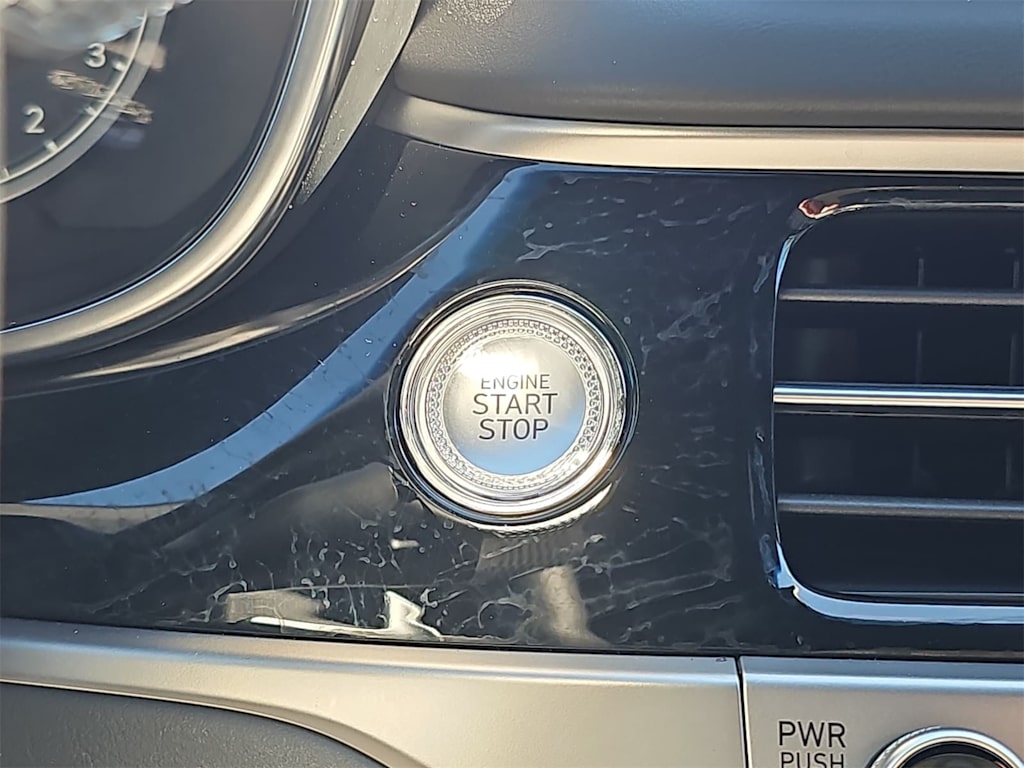 3
2
ENGINE
START
STOP
PWR
PUSH